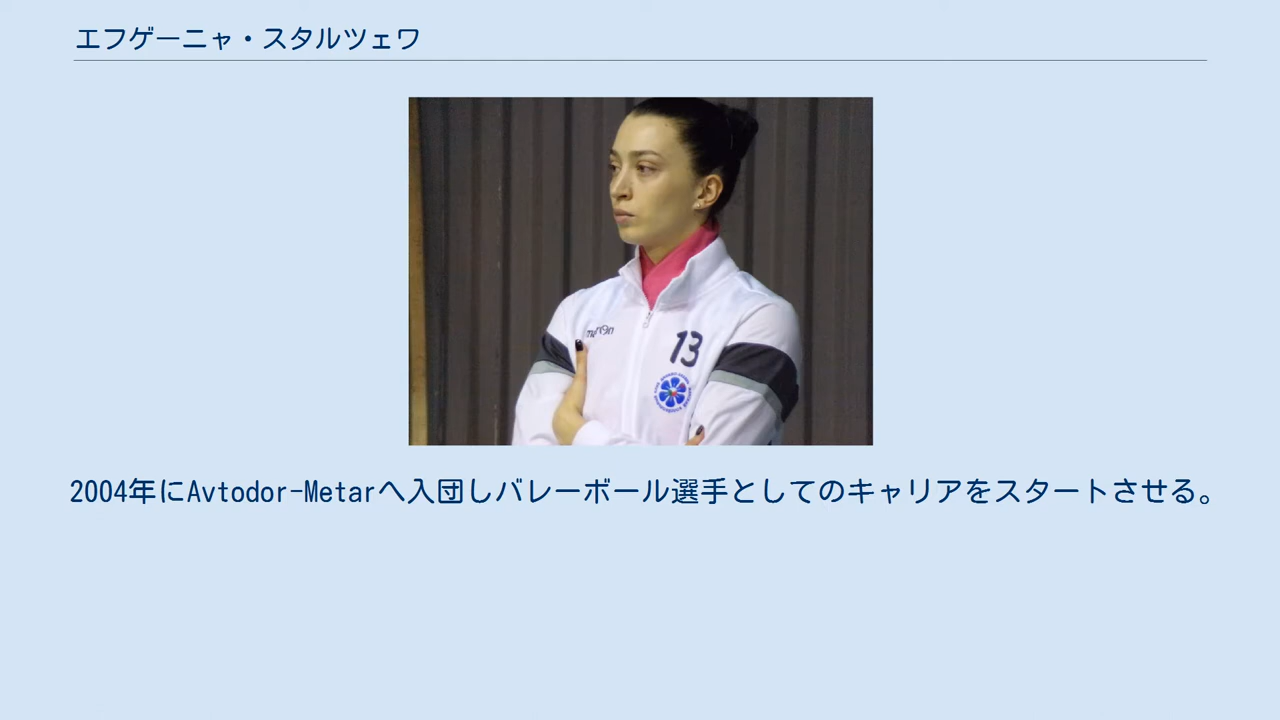 エフゲーニャ・スタルツェワ
13
2004年にAvtodor-Metarへ入団しバレーボール選手としてのキャリアをスタートさせる。